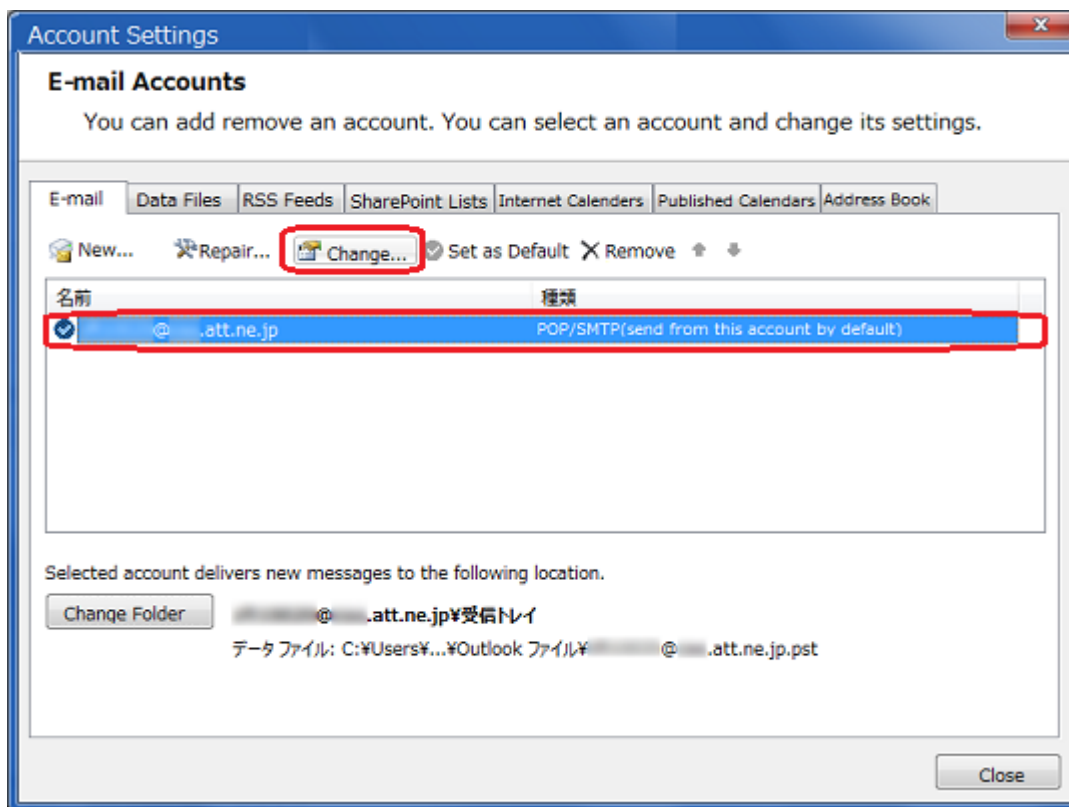 Account Settings
E-mail Accounts
You can add remove an account. You can select an account and change its settings.
E-mail Data Files RSS Feeds SharePoint Lists Internet Calenders Published Calendars Address Book
New... Repair... Change... Set as Default Remove
名前 種類
@ .att.ne.jp POP/SMTP(send from this account by default)
Selected account delivers new messages to the following location.
Change Folder @ .att.ne.jp¥受信トレイ
データ ファイル: C:¥Users¥...¥Outlook ファイル¥ @ .att.ne.jp.pst
Close